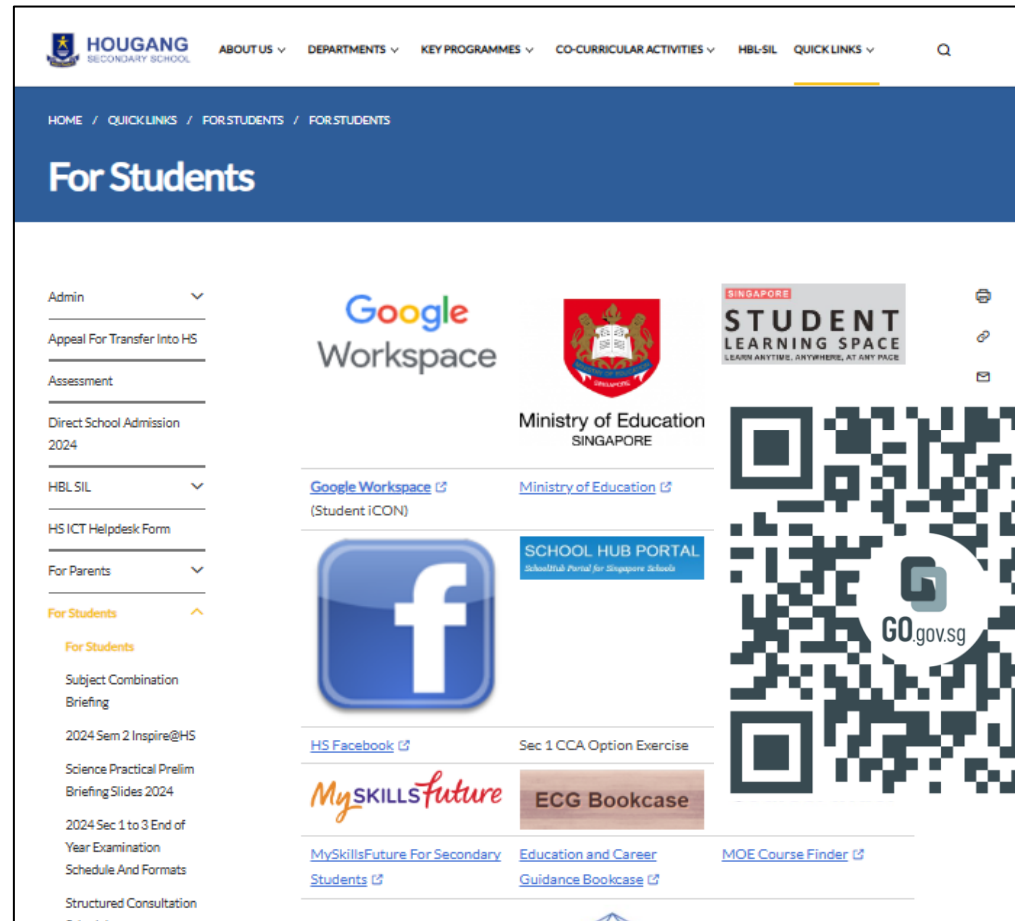 HOUGANG
SECONDARY SCHOOL
ABOUT US
DEPARTMENTS
KEY PROGRAMMES
CO-CURRICULAR ACTIVITIES
HBL-SIL
QUICK LINKS
HOME / QUICK LINKS / FOR STUDENTS / FOR STUDENTS
For Students
Admin
Appeal For Transfer Into HS
Assessment
Direct School Admission
2024
HBL SIL
HS ICT Helpdesk Form
For Parents
For Students
For Students
Subject Combination
Briefing
2024 Sem 2 Inspire@HS
Science Practical Prelim
Briefing Slides 2024
2024 Sec 1 to 3 End of
Year Examination
Schedule And Formats
Structured Consultation
Google
Workspace
MINISTRY OF EDUCATION
SINGAPORE
Ministry of Education
SINGAPORE
SINGAPORE
STUDENT
LEARNING SPACE
LEARN ANYTIME, ANYWHERE, AT ANY PACE
Google Workspace
(Student iCON)
Ministry of Education
f
SCHOOL HUB PORTAL
SchoolHub Portal for Singapore Schools
GO.gov.sg
HS Facebook
Sec 1 CCA Option Exercise
MySKILLSfuture
ECG Bookcase
MySkillsFuture For Secondary
Students
Education and Career
Guidance Bookcase
MOE Course Finder